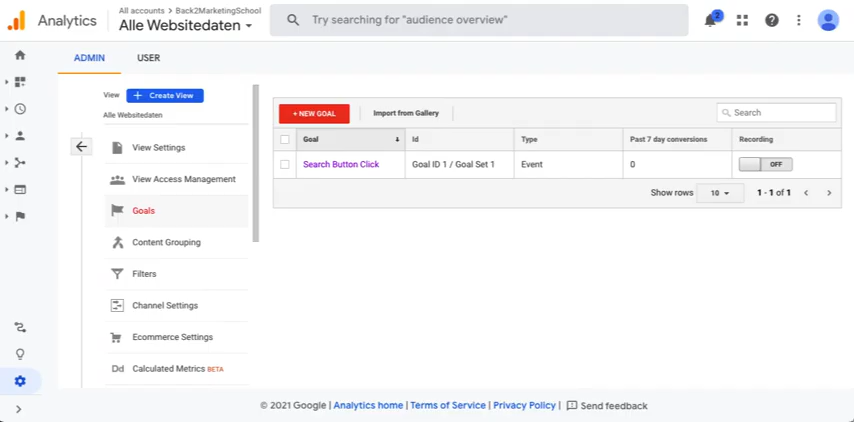 Analytics
All accounts > Back2MarketingSchool
Alle Websitedaten
Try searching for "audience overview"
2
ADMIN USER
View + Create View
Alle Websitedaten
View Settings
View Access Management
Goals
Content Grouping
Filters
Channel Settings
Ecommerce Settings
Dd Calculated Metrics BETA
+ NEW GOAL Import from Gallery Search
Goal Id Type Past 7 day conversions Recording
Search Button Click Goal ID 1 / Goal Set 1 Event 0 OFF
Show rows 10 1 - 1 of 1
© 2021 Google | Analytics home | Terms of Service | Privacy Policy | Send feedback